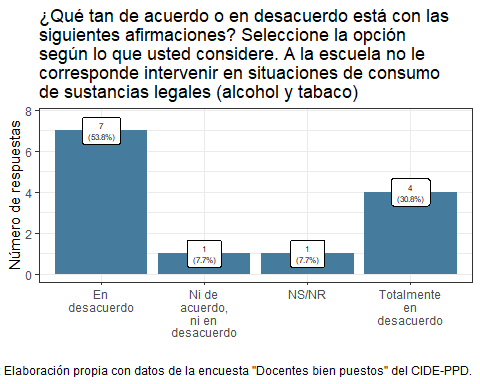 ¿Qué tan de acuerdo o en desacuerdo está con las
siguientes afirmaciones? Seleccione la opción
según lo que usted considere. A la escuela no le
corresponde intervenir en situaciones de consumo
de sustancias legales (alcohol y tabaco)
Número de respuestas
8
6
4
2
0
7
(53.8%)
1
(7.7%)
1
(7.7%)
4
(30.8%)
En
desacuerdo
Ni de
acuerdo,
ni en
desacuerdo
NS/NR
Totalmente
en
desacuerdo
Elaboración propia con datos de la encuesta "Docentes bien puestos" del CIDE-PPD.